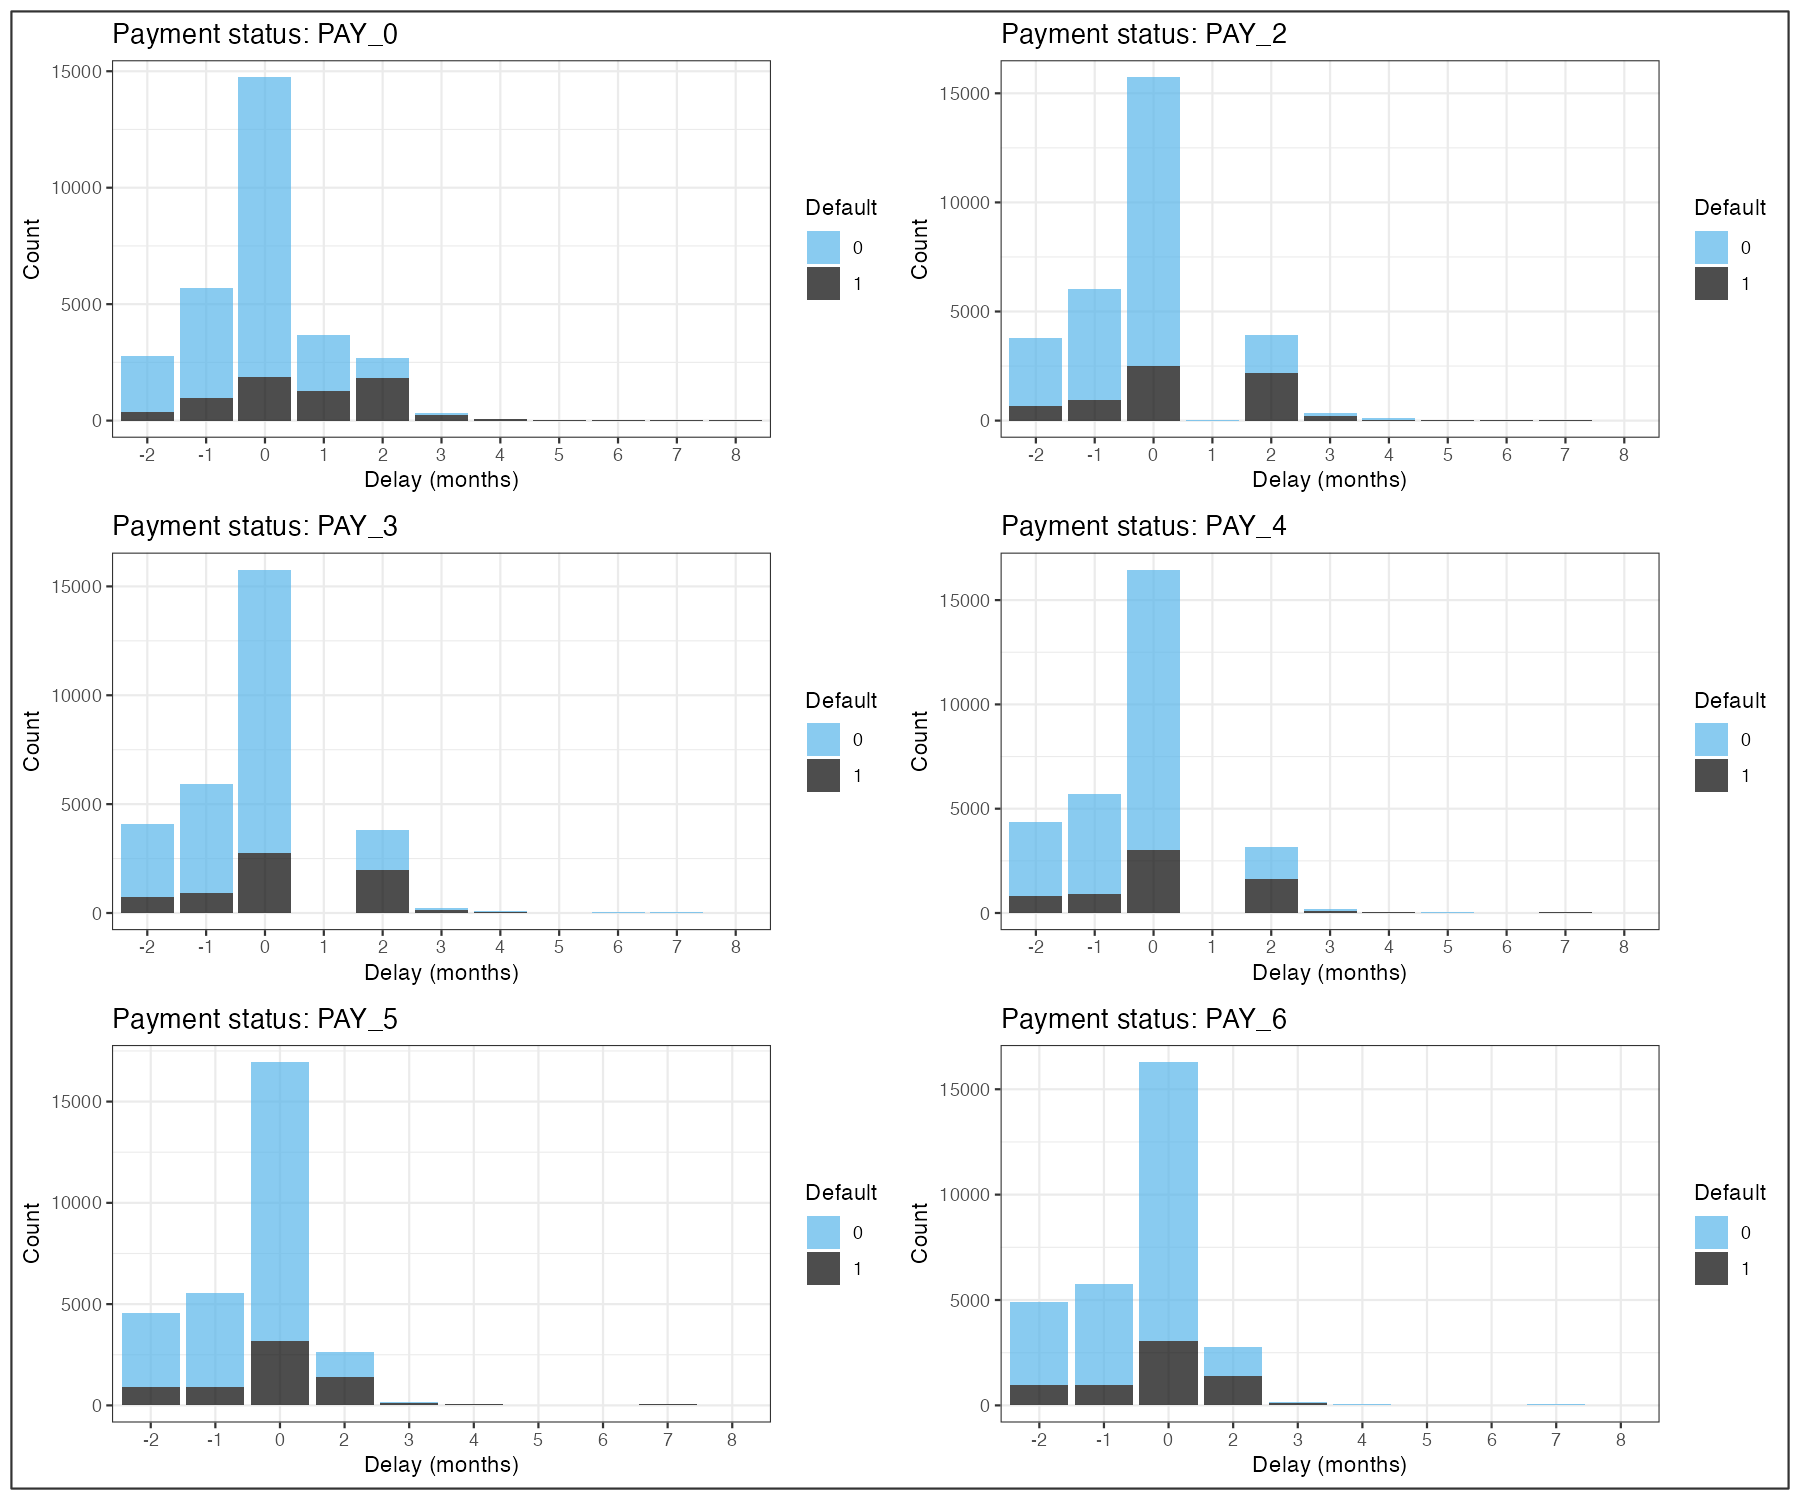 Payment status: PAY_0
15000
10000
5000
0
Count
-2 -1 0 1 2 3 4 5 6 7 8
Delay (months)
Default
0
1
Payment status: PAY_2
15000
10000
5000
0
Count
-2 -1 0 1 2 3 4 5 6 7 8
Delay (months)
Default
0
1
Payment status: PAY_3
15000
10000
5000
0
Count
-2 -1 0 1 2 3 4 5 6 7 8
Delay (months)
Default
0
1
Payment status: PAY_4
15000
10000
5000
0
Count
-2 -1 0 1 2 3 4 5 6 7 8
Delay (months)
Default
0
1
Payment status: PAY_5
15000
10000
5000
0
Count
-2 -1 0 2 3 4 5 6 7 8
Delay (months)
Default
0
1
Payment status: PAY_6
15000
10000
5000
0
Count
-2 -1 0 2 3 4 5 6 7 8
Delay (months)
Default
0
1